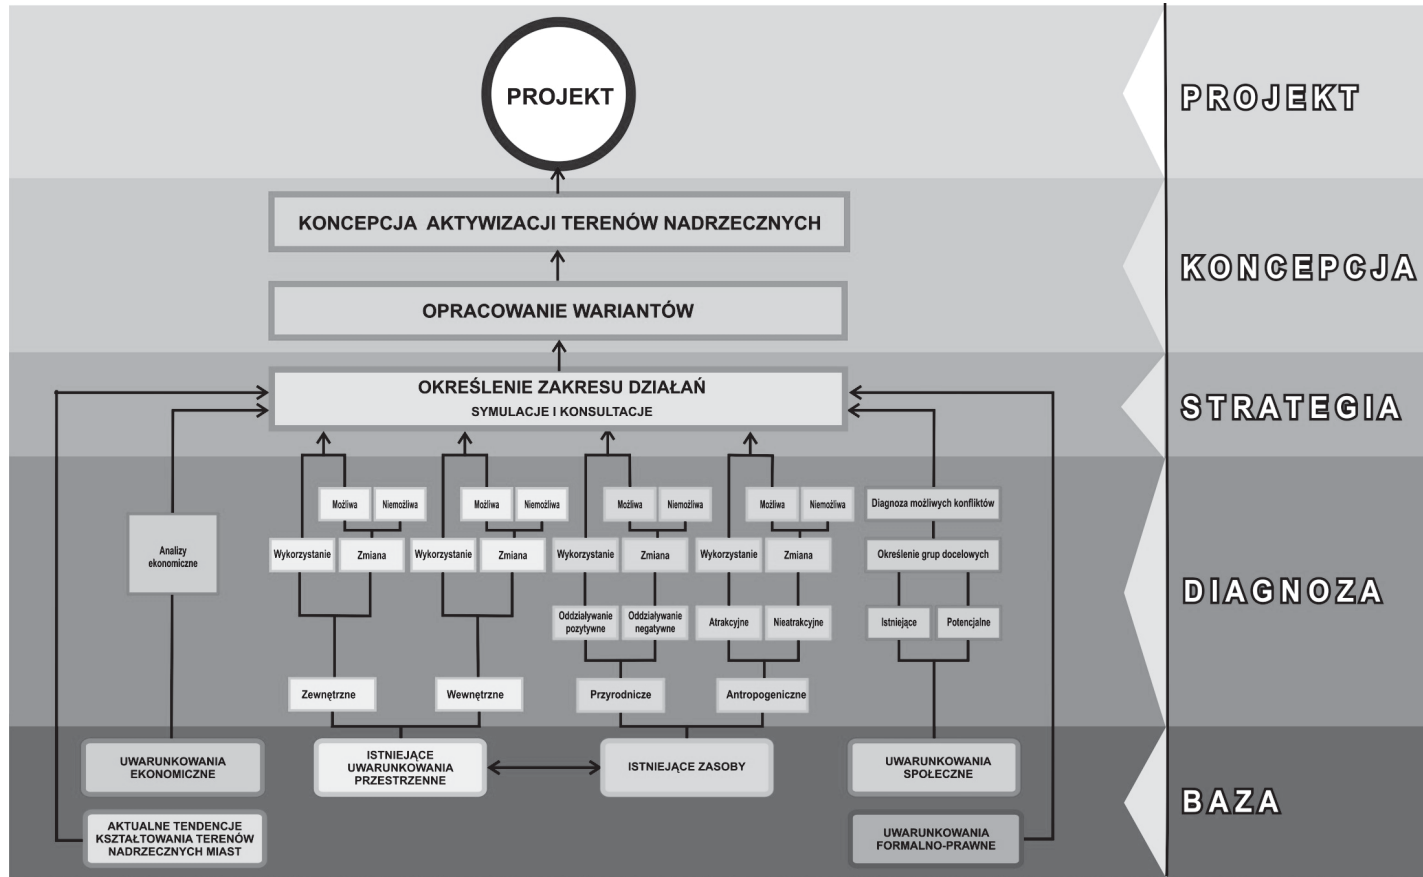 PROJEKT
PROJEKT
KONCEPCJA AKTYWIZACJI TERENÓW NADRZECZNYCH
KONCEPCJA
OPRACOWANIE WARIANTÓW
OKREŚLENIE ZAKRESU DZIAŁAŃ
SYMULACJE I KONSULTACJE
STRATEGIA
Możliwa Niemożliwa Możliwa Niemożliwa Możliwa Niemożliwa Możliwa Niemożliwa Diagnoza możliwych konfliktów
Analizy
ekonomiczne
Wykorzystanie Zmiana Wykorzystanie Zmiana Wykorzystanie Zmiana Wykorzystanie Zmiana Określenie grup docelowych
DIAGNOZA
Oddziaływanie
pozytywne
Oddziaływanie
negatywne
Atrakcyjne Nieatrakcyjne Istniejące Potencjalne
Zewnętrzne Wewnętrzne Przyrodnicze Antropogeniczne
UWARUNKOWANIA
EKONOMICZNE
ISTNIEJĄCE
UWARUNKOWANIA
PRZESTRZENNE
ISTNIEJĄCE ZASOBY
UWARUNKOWANIA
SPOŁECZNE
BAZA
AKTUALNE TENDENCJE
KSZTAŁTOWANIA TERENÓW
NADRZECZNYCH MIAST
UWARUNKOWANIA
FORMALNO-PRAWNE